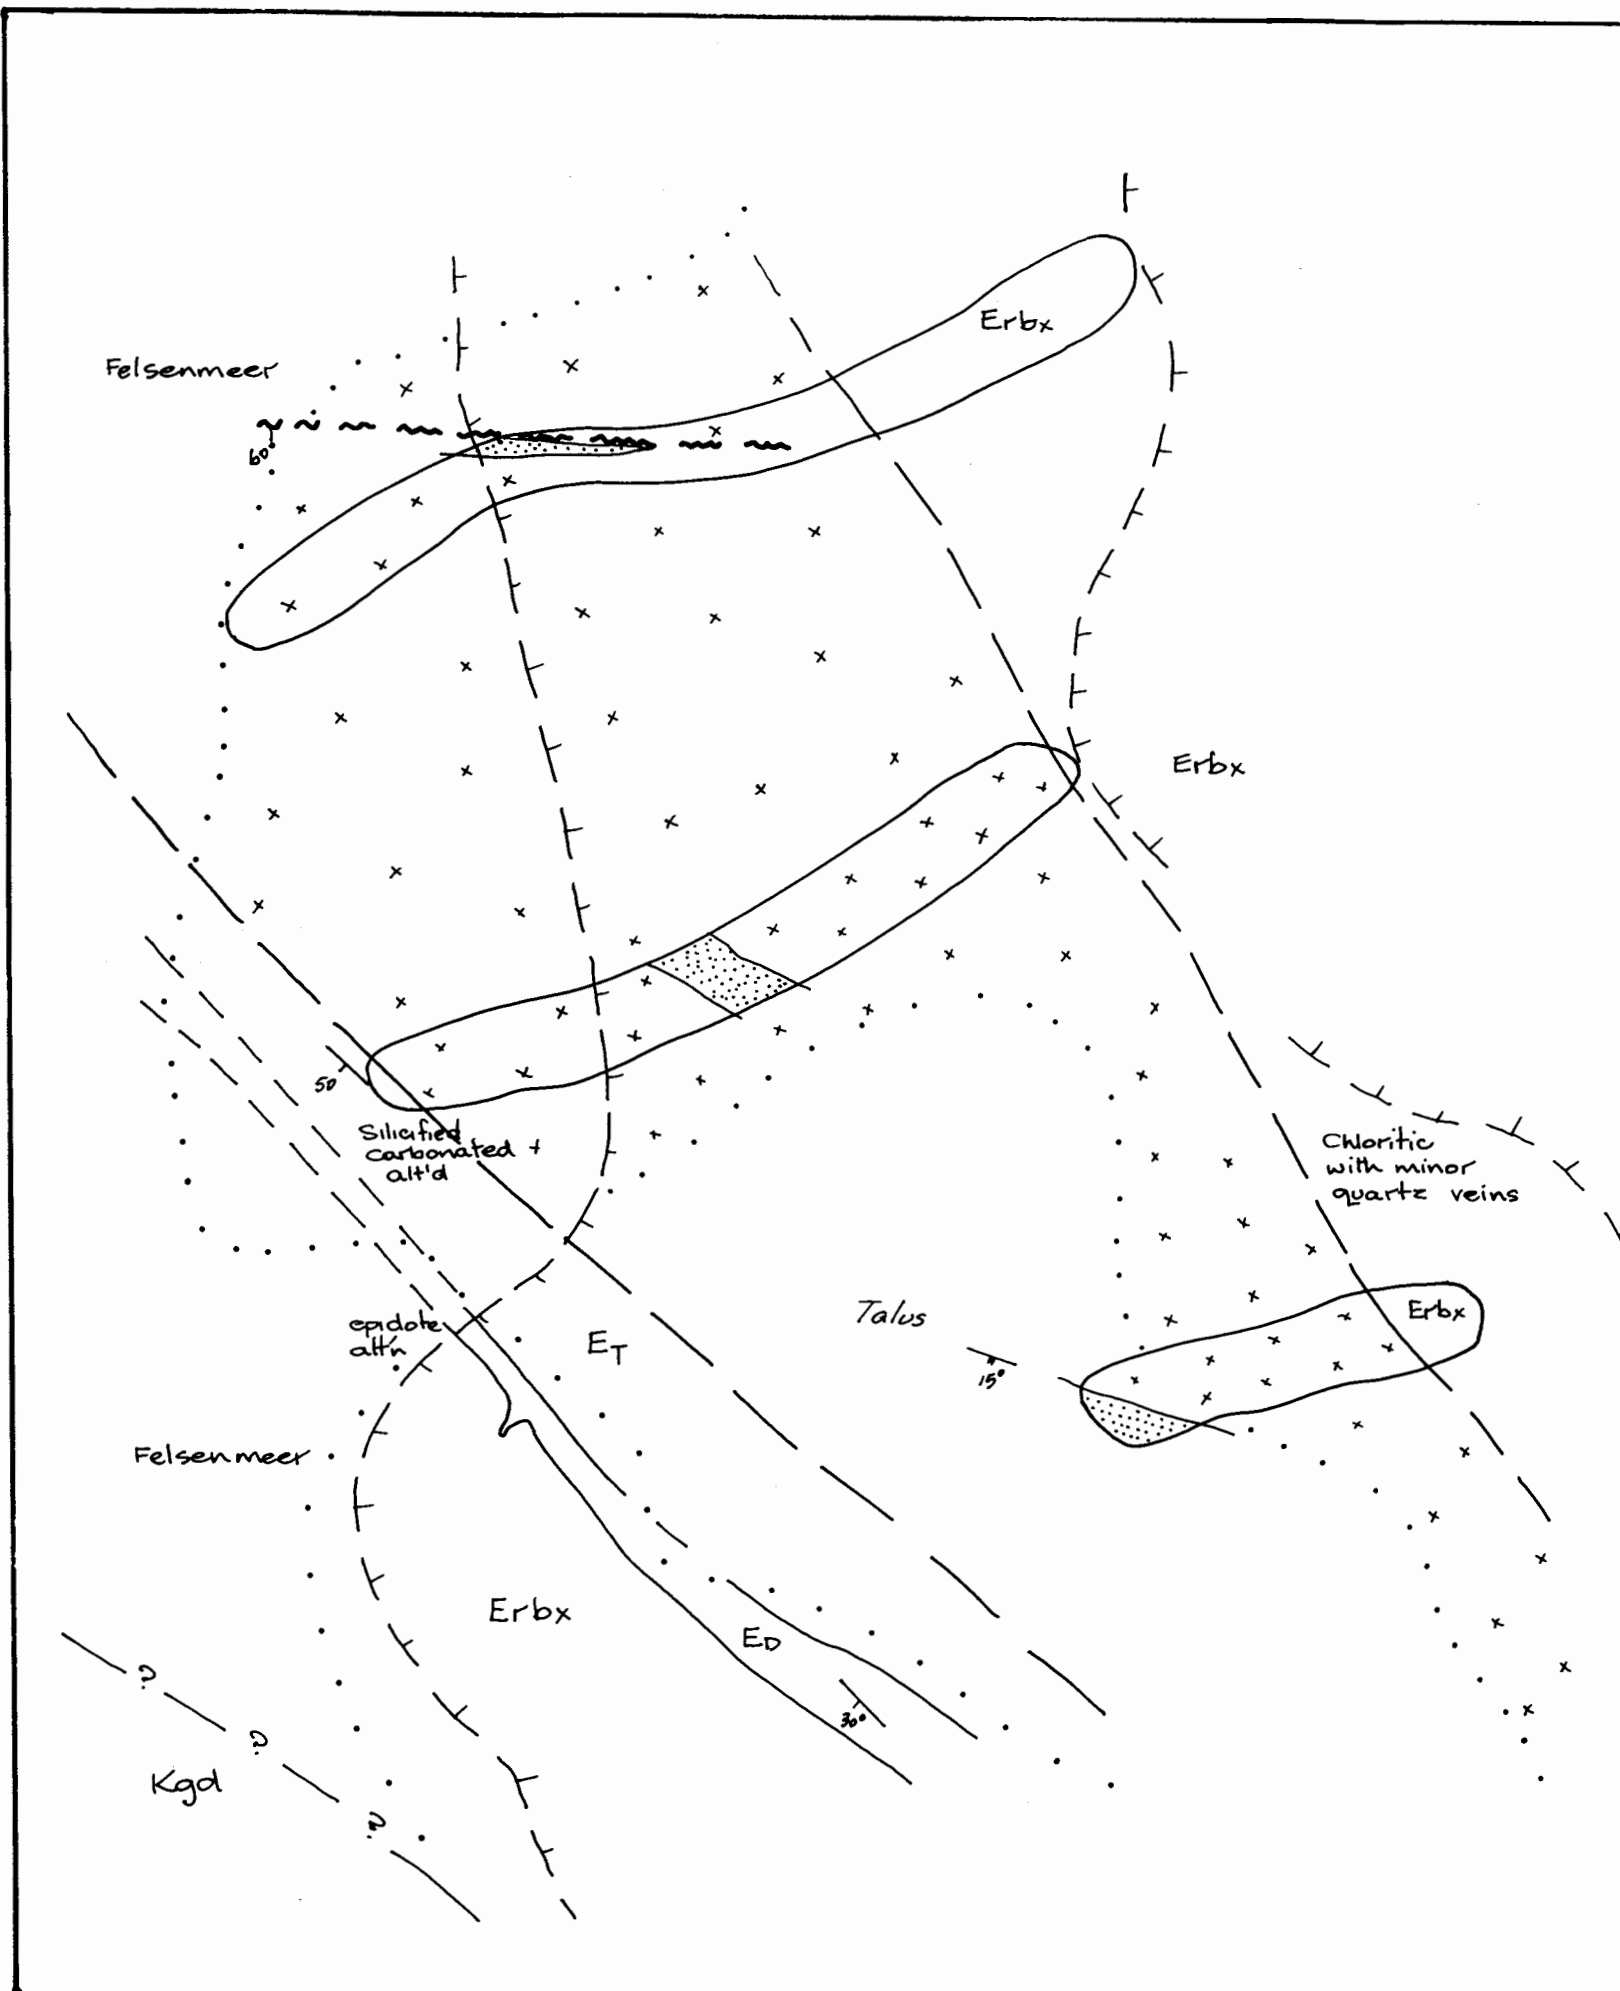 Erbx
Felsenmeer
60°
Erbx
50
Silicified
carbonated +
alt'd
Chloritic
with minor
quartz veins
epidote
alt'n
ET
Talus
Erbx
15°
Felsenmeer
Erbx
ED
30°
?
?
Kgd
?